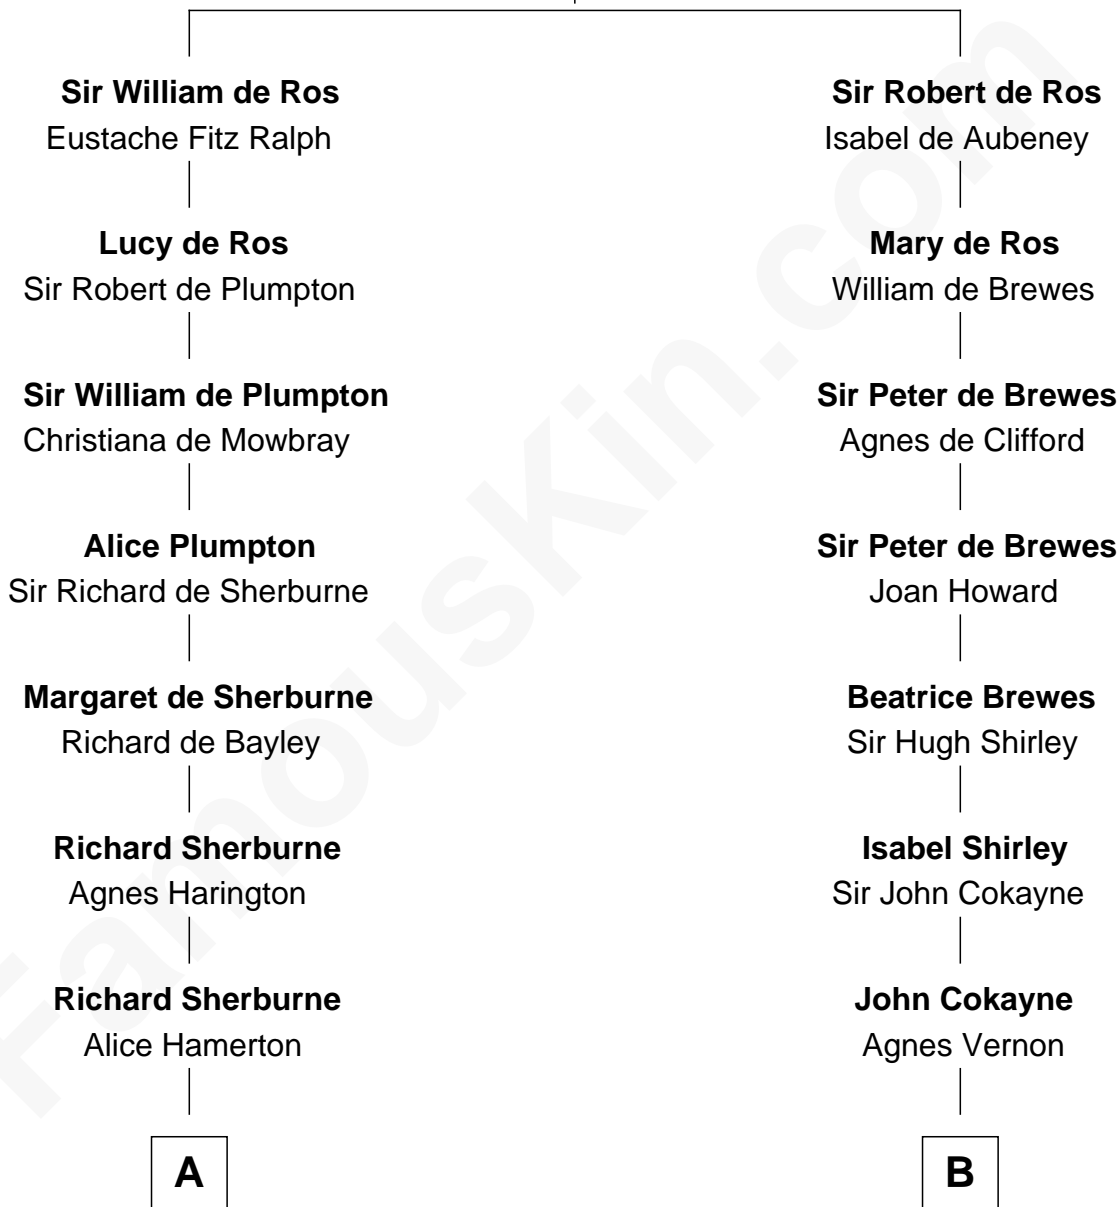 Sir William de Ros
Eustache Fitz Ralph
Lucy de Ros
Sir Robert de Plumpton
Sir William de Plumpton
Christiana de Mowbray
Alice Plumpton
Sir Richard de Sherburne
Margaret de Sherburne
Richard de Bayley
Richard Sherburne
Agnes Harington
Richard Sherburne
Alice Hamerton
A
Sir Robert de Ros
Isabel de Aubeney
Mary de Ros
William de Brewes
Sir Peter de Brewes
Agnes de Clifford
Sir Peter de Brewes
Joan Howard
Beatrice Brewes
Sir Hugh Shirley
Isabel Shirley
Sir John Cokayne
John Cokayne
Agnes Vernon
B
FamousKin.com